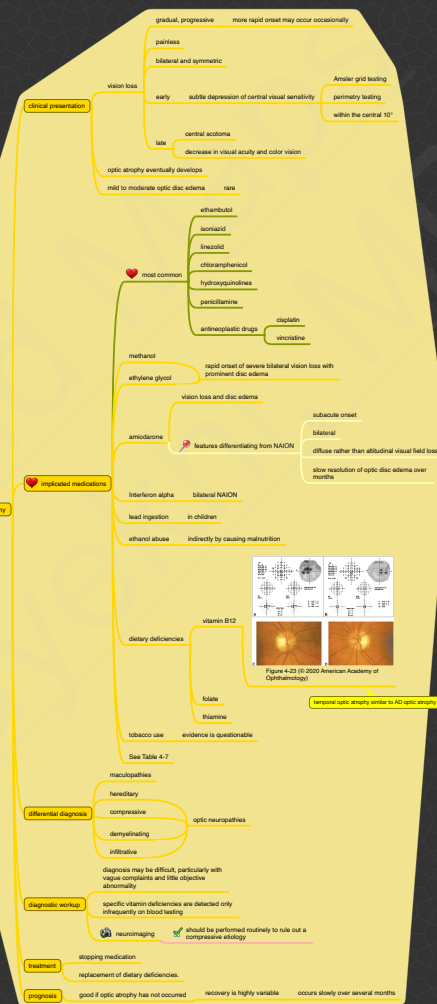 gradual, progressive
more rapid onset may occur occasionally
painless
bilateral and symmetric
vision loss
early
subtle depression of central visual sensitivity
Amsler grid testing
perimetry testing
within the central 10°
late
central scotoma
decrease in visual acuity and color vision
clinical presentation
optic atrophy eventually develops
mild to moderate optic disc edema
rare
ethambutol
isoniazid
linezolid
most common
chloramphenicol
hydroxyquinolines
penicillamine
antineoplastic drugs
cisplatin
vincristine
methanol
ethylene glycol
rapid onset of severe bilateral vision loss with
prominent disc edema
vision loss and disc edema
amiodarone
features differentiating from NAION
subacute onset
bilateral
diffuse rather than altitudinal visual field loss
slow resolution of optic disc edema over
months
hy
implicated medications
Interferon alpha
bilateral NAION
lead ingestion
in children
ethanol abuse
indirectly by causing malnutrition
dietary deficiencies
vitamin B12
A
B
C
Figure 4-23 (© 2020 American Academy of
Ophthalmology)
temporal optic atrophy similar to AD optic atrophy
folate
thiamine
tobacco use
evidence is questionable
See Table 4-7
maculopathies
hereditary
differential diagnosis
compressive
optic neuropathies
demyelinating
infiltrative
diagnosis may be difficult, particularly with
vague complaints and little objective
abnormality
diagnostic workup
specific vitamin deficiencies are detected only
infrequently on blood testing
neuroimaging
should be performed routinely to rule out a
compressive etiology
treatment
stopping medication
replacement of dietary deficiencies.
prognosis
good if optic atrophy has not occurred
recovery is highly variable
occurs slowly over several months